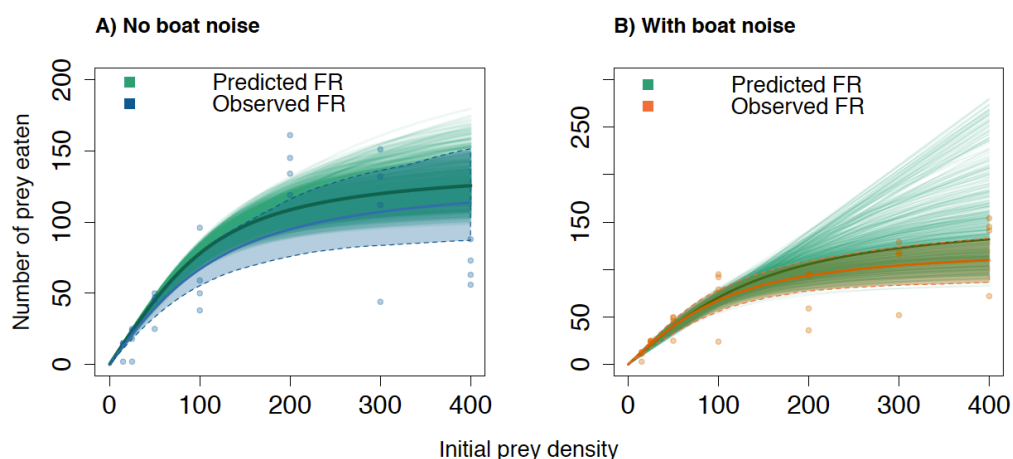 A) No boat noise
B) With boat noise
Number of prey eaten
200
150
100
50
0
Predicted FR
Observed FR
0 100 200 300 400
250
150
50
0
Predicted FR
Observed FR
0 100 200 300 400
Initial prey density